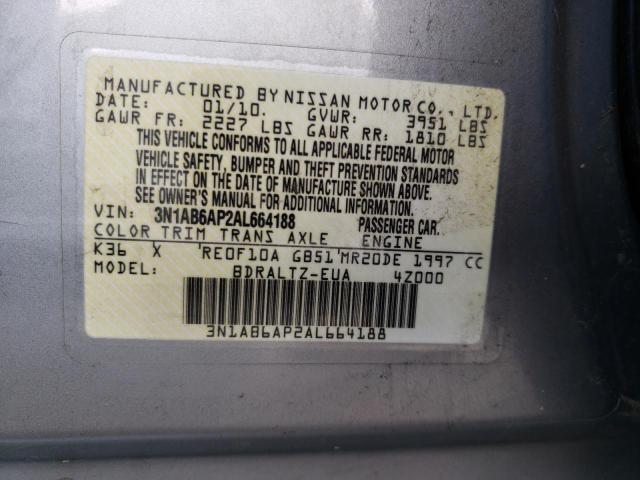 MANUFACTURED BY NISSAN MOTOR CO., LTD.
DATE: 01/10. GVWR: 3951 LBS
GAWR FR: 2227 LBS GAWR RR: 1810 LBS
THIS VEHICLE CONFORMS TO ALL APPLICABLE FEDERAL MOTOR
VEHICLE SAFETY, BUMPER AND THEFT PREVENTION STANDARDS
IN EFFECT ON THE DATE OF MANUFACTURE SHOWN ABOVE.
SEE OWNER'S MANUAL FOR ADDITIONAL INFORMATION.
VIN: 3N1AB6AP2AL664188 PASSENGER CAR.
COLOR TRIM TRANS AXLE ENGINE
K36 X 'RE0F10A GB51'MR20DE 1997 CC
MODEL: BDRALTZ-EUA 4Z000
3N1AB6AP2AL664188